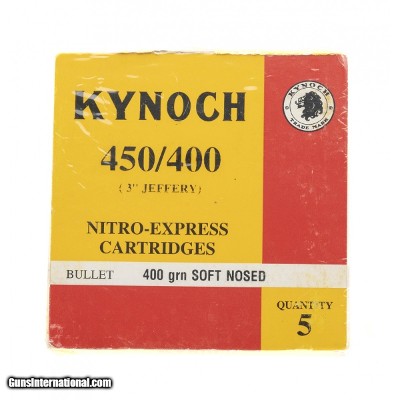 KYNOCH
KYNOCH
TRADE MARK
450/400
( 3" JEFFERY)
NITRO-EXPRESS
CARTRIDGES
BULLET 400 grn SOFT NOSED
QUANTITY
5
GunsInternational.com